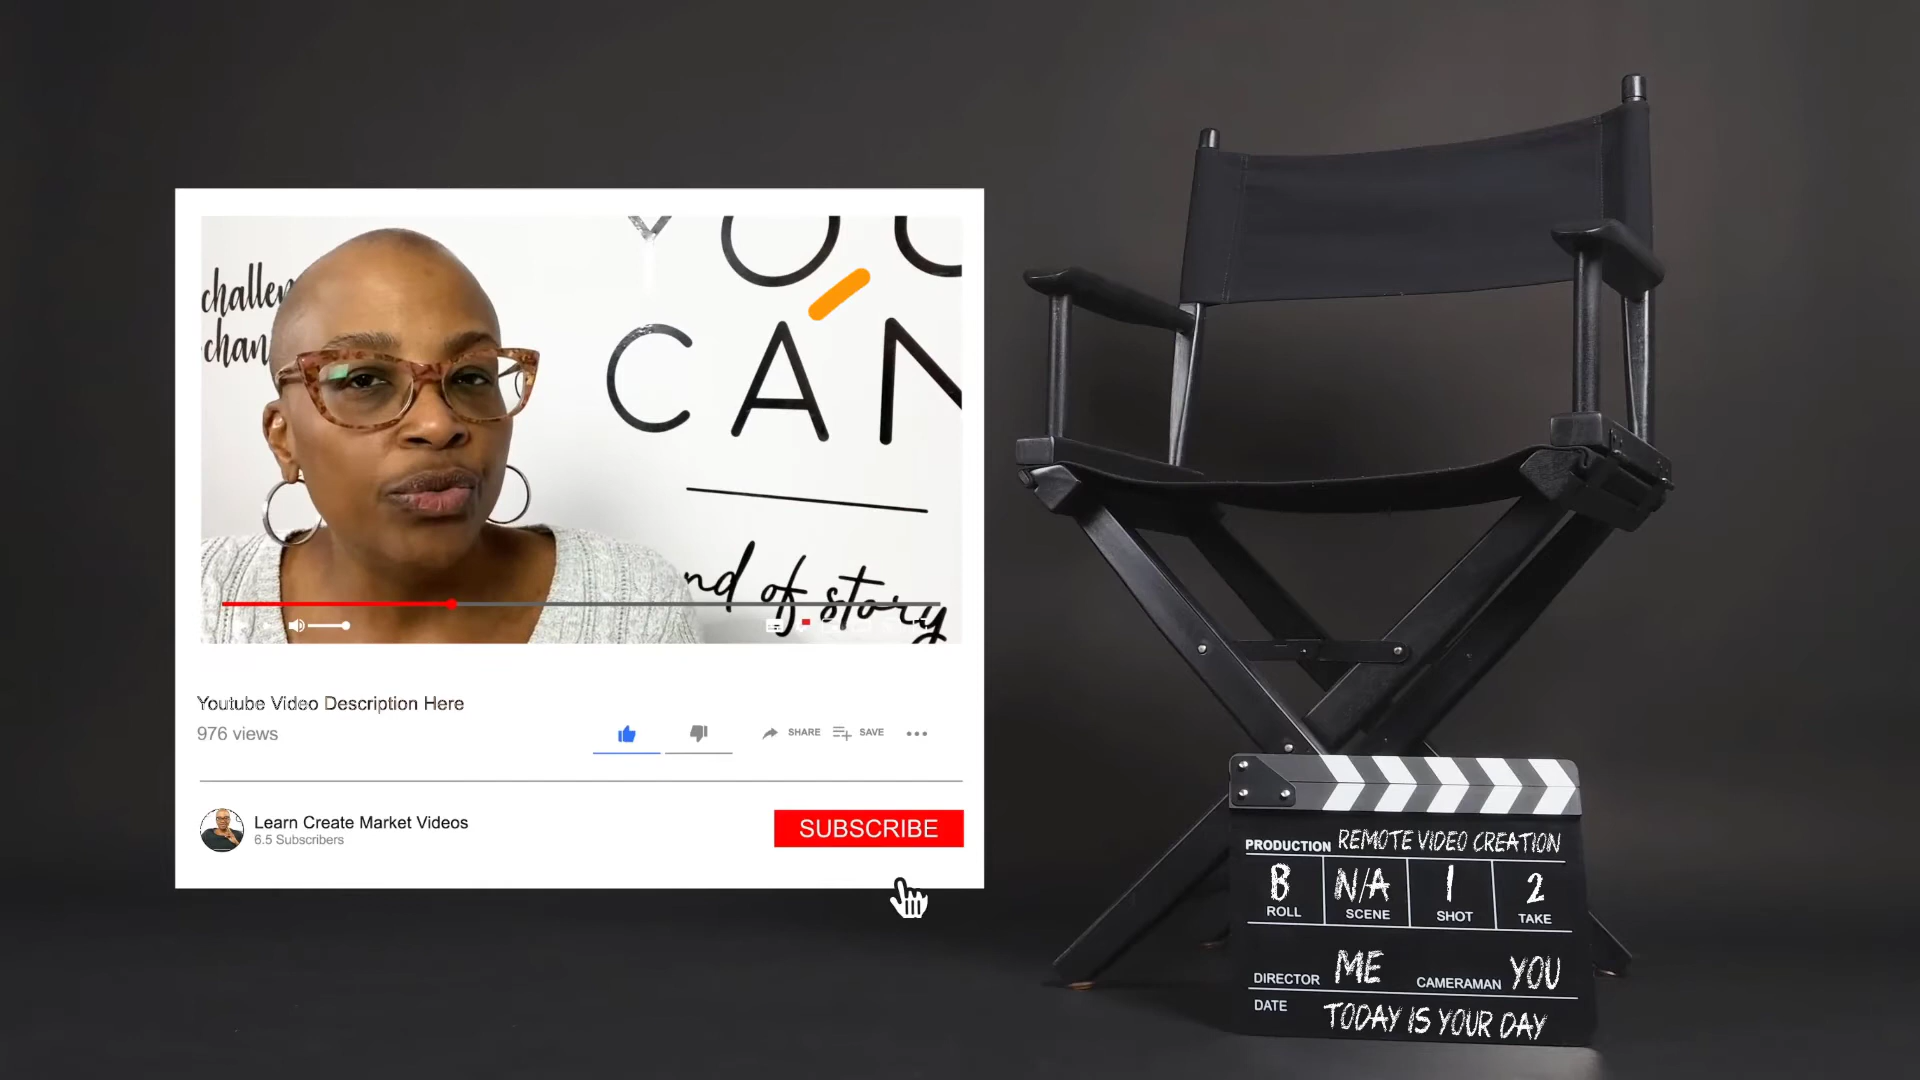 challen
chan
YOU
CAN
nd of story
Youtube Video Description Here
976 views
SHARE
SAVE
Learn Create Market Videos
6.5 Subscribers
SUBSCRIBE
PRODUCTION REMOTE VIDEO CREATION
B N/A 1 2
ROLL SCENE SHOT TAKE
DIRECTOR ME CAMERAMAN YOU
DATE TODAY IS YOUR DAY